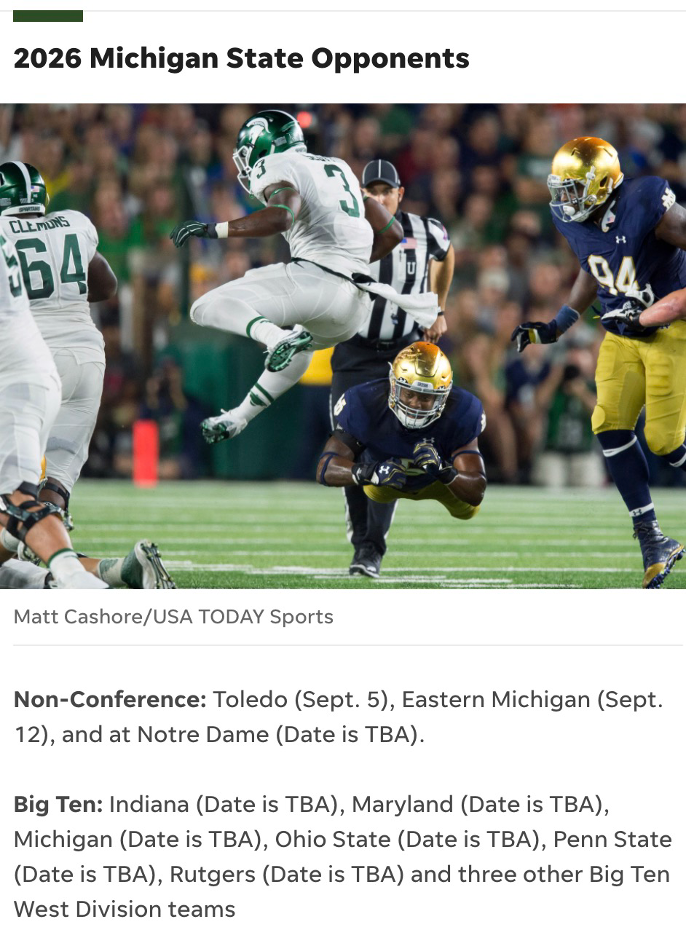 2026 Michigan State Opponents
CLEMONS
64
3
3
U
94
Matt Cashore/USA TODAY Sports
Non-Conference: Toledo (Sept. 5), Eastern Michigan (Sept.
12), and at Notre Dame (Date is TBA).
Big Ten: Indiana (Date is TBA), Maryland (Date is TBA),
Michigan (Date is TBA), Ohio State (Date is TBA), Penn State
(Date is TBA), Rutgers (Date is TBA) and three other Big Ten
West Division teams